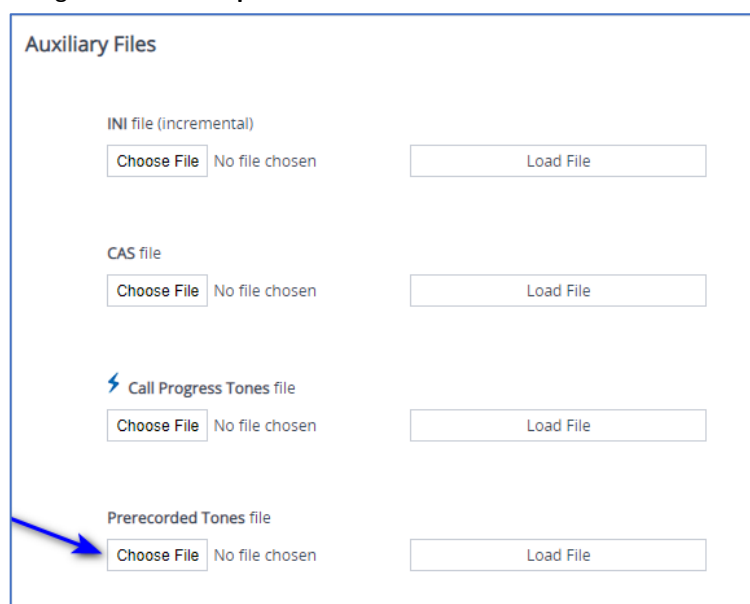 Auxiliary Files
INI file (incremental)
Choose File No file chosen Load File
CAS file
Choose File No file chosen Load File
Call Progress Tones file
Choose File No file chosen Load File
Prerecorded Tones file
Choose File No file chosen Load File